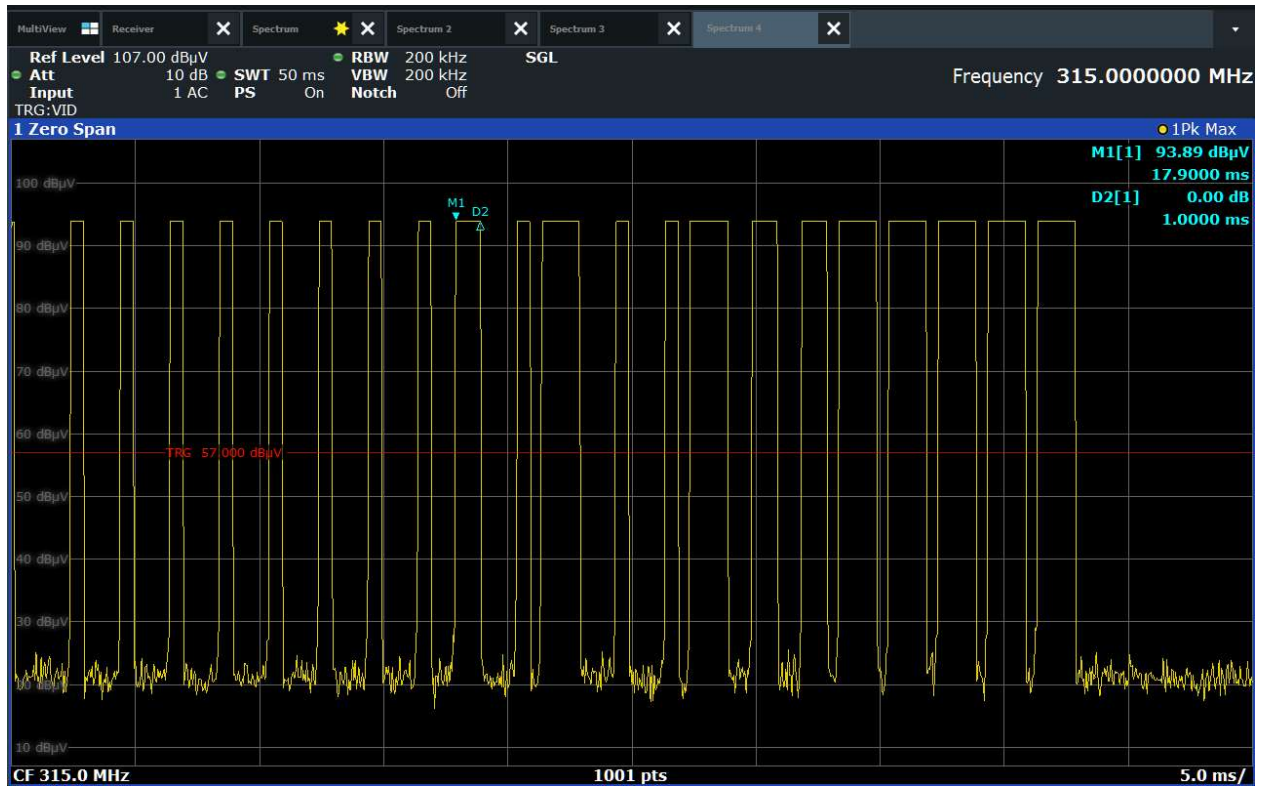 MultiView Receiver Spectrum Spectrum 2 Spectrum 3 Spectrum 4
Ref Level 107.00 dBµV RBW 200 kHz SGL
Att 10 dB SWT 50 ms VBW 200 kHz Frequency 315.0000000 MHz
Input 1 AC PS On Notch Off
TRG:VID
1 Zero Span 1Pk Max
M1[1] 93.89 dBµV
17.9000 ms
D2[1] 0.00 dB
1.0000 ms
100 dBµV
M1
D2
90 dBµV
80 dBµV
70 dBµV
60 dBµV
TRG 57.000 dBµV
50 dBµV
40 dBµV
30 dBµV
20 dBµV
10 dBµV
CF 315.0 MHz 1001 pts 5.0 ms/